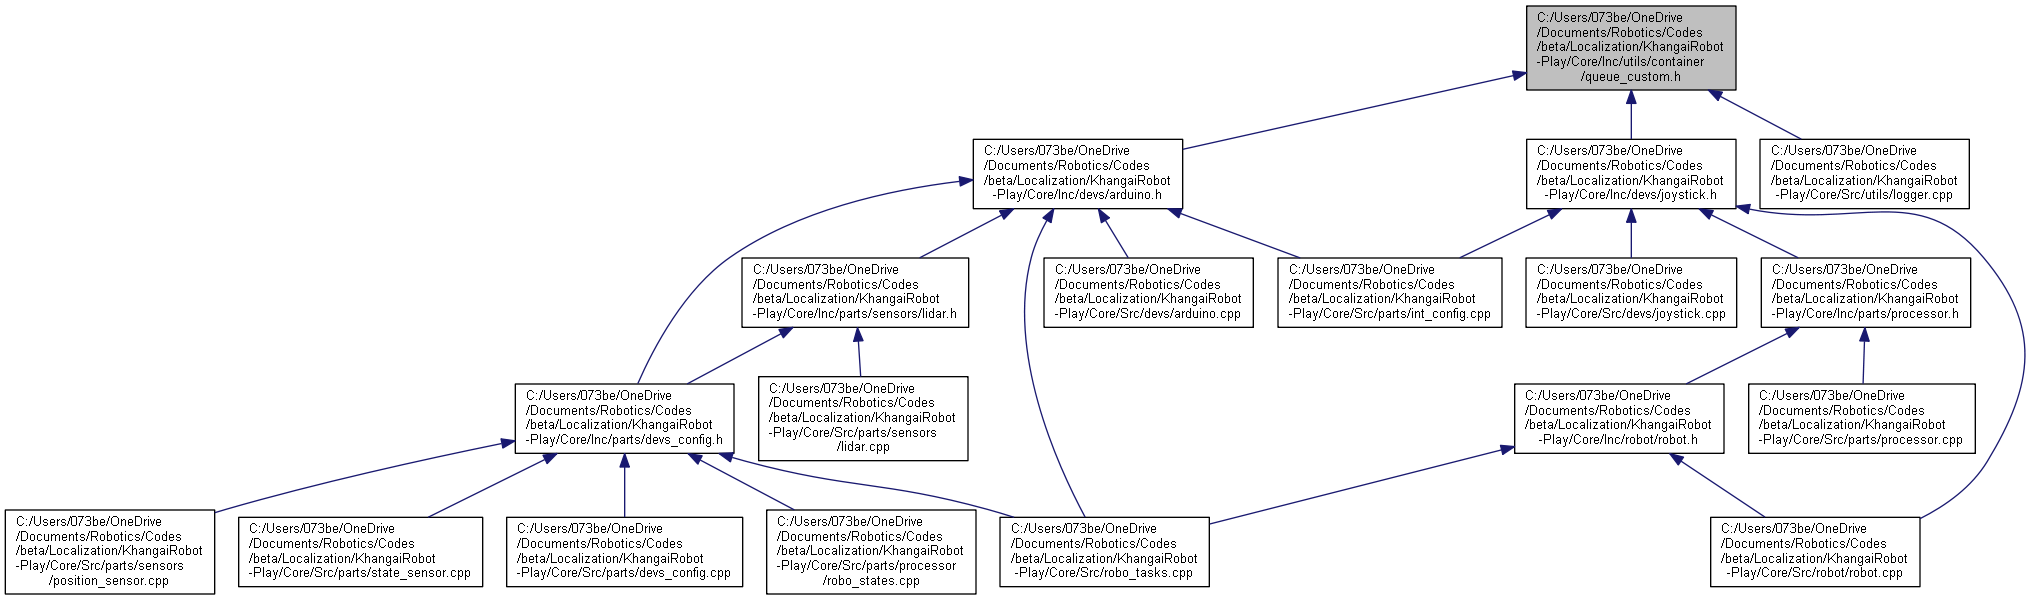 C:/Users/073be/OneDrive
/Documents/Robotics/Codes
/beta/Localization/KhangaiRobot
-Play/Core/Inc/utils/container
/queue_custom.h
C:/Users/073be/OneDrive
/Documents/Robotics/Codes
/beta/Localization/KhangaiRobot
-Play/Core/Inc/devs/arduino.h
C:/Users/073be/OneDrive
/Documents/Robotics/Codes
/beta/Localization/KhangaiRobot
-Play/Core/Inc/devs/joystick.h
C:/Users/073be/OneDrive
/Documents/Robotics/Codes
/beta/Localization/KhangaiRobot
-Play/Core/Src/utils/logger.cpp
C:/Users/073be/OneDrive
/Documents/Robotics/Codes
/beta/Localization/KhangaiRobot
-Play/Core/Inc/parts/sensors/lidar.h
C:/Users/073be/OneDrive
/Documents/Robotics/Codes
/beta/Localization/KhangaiRobot
-Play/Core/Src/devs/arduino.cpp
C:/Users/073be/OneDrive
/Documents/Robotics/Codes
/beta/Localization/KhangaiRobot
-Play/Core/Src/parts/int_config.cpp
C:/Users/073be/OneDrive
/Documents/Robotics/Codes
/beta/Localization/KhangaiRobot
-Play/Core/Src/devs/joystick.cpp
C:/Users/073be/OneDrive
/Documents/Robotics/Codes
/beta/Localization/KhangaiRobot
-Play/Core/Inc/parts/processor.h
C:/Users/073be/OneDrive
/Documents/Robotics/Codes
/beta/Localization/KhangaiRobot
-Play/Core/Inc/parts/devs_config.h
C:/Users/073be/OneDrive
/Documents/Robotics/Codes
/beta/Localization/KhangaiRobot
-Play/Core/Src/parts/sensors
/lidar.cpp
C:/Users/073be/OneDrive
/Documents/Robotics/Codes
/beta/Localization/KhangaiRobot
-Play/Core/Inc/robot/robot.h
C:/Users/073be/OneDrive
/Documents/Robotics/Codes
/beta/Localization/KhangaiRobot
-Play/Core/Src/parts/processor.cpp
C:/Users/073be/OneDrive
/Documents/Robotics/Codes
/beta/Localization/KhangaiRobot
-Play/Core/Src/parts/sensors
/position_sensor.cpp
C:/Users/073be/OneDrive
/Documents/Robotics/Codes
/beta/Localization/KhangaiRobot
-Play/Core/Src/parts/state_sensor.cpp
C:/Users/073be/OneDrive
/Documents/Robotics/Codes
/beta/Localization/KhangaiRobot
-Play/Core/Src/parts/devs_config.cpp
C:/Users/073be/OneDrive
/Documents/Robotics/Codes
/beta/Localization/KhangaiRobot
-Play/Core/Src/parts/processor
/robo_states.cpp
C:/Users/073be/OneDrive
/Documents/Robotics/Codes
/beta/Localization/KhangaiRobot
-Play/Core/Src/robo_tasks.cpp
C:/Users/073be/OneDrive
/Documents/Robotics/Codes
/beta/Localization/KhangaiRobot
-Play/Core/Src/robot/robot.cpp